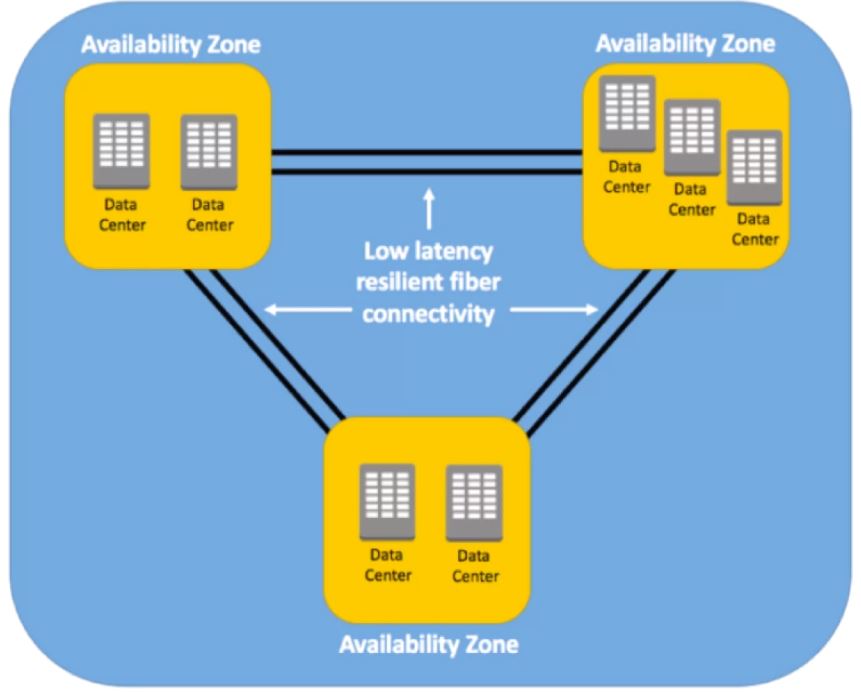 Availability Zone
Availability Zone
Data
Center
Data
Center
Data
Center
Data
Center
Data
Center
Low latency
resilient fiber
connectivity
Data
Center
Data
Center
Availability Zone